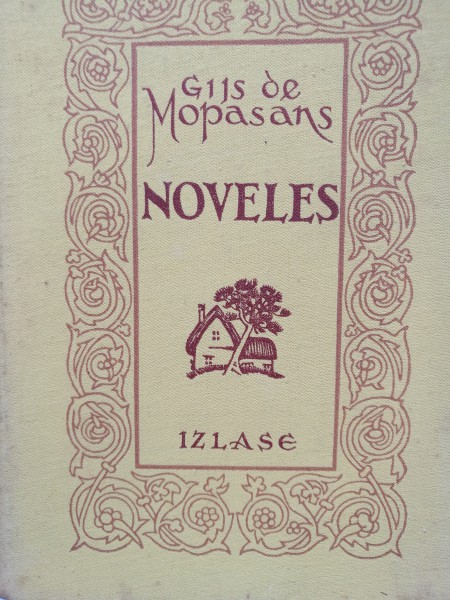 Gijs de
Mopasans
NOVELES
IZLASE